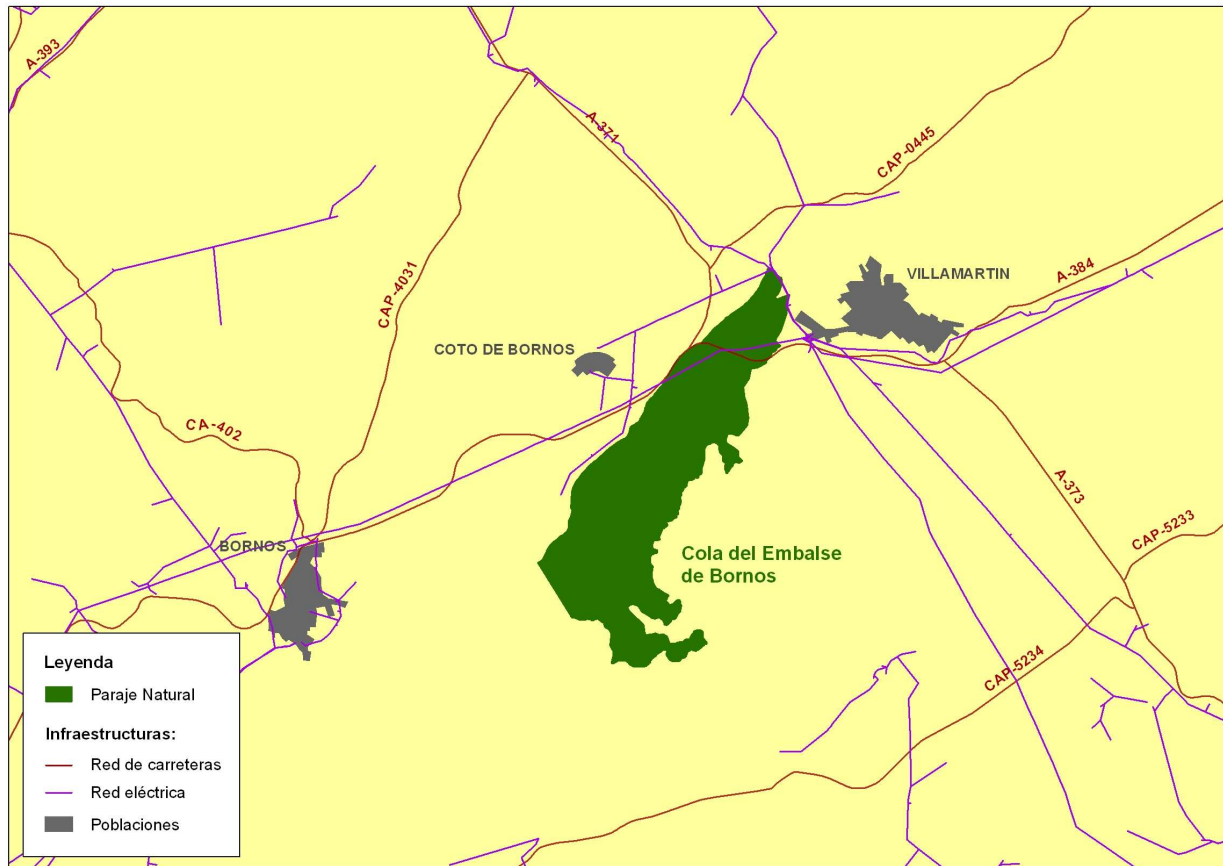 A-393
A-371
CAP-0445
VILLAMARTIN
A-384
CAP-4031
COTO DE BORNOS
CA-402
A-373
CAP-5233
BORNOS
Cola del Embalse
de Bornos
CAP-5234
Leyenda
Paraje Natural
Infraestructuras:
Red de carreteras
Red eléctrica
Poblaciones